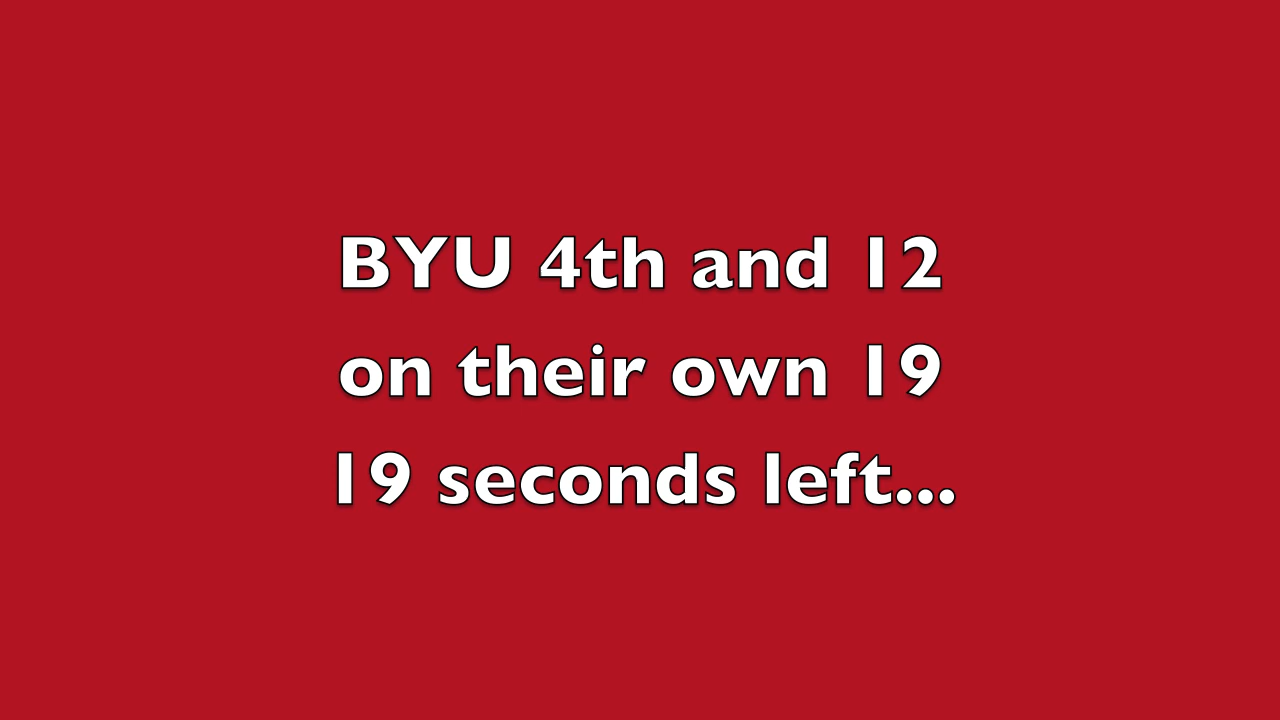 BYU 4th and 12
on their own 19
19 seconds left...